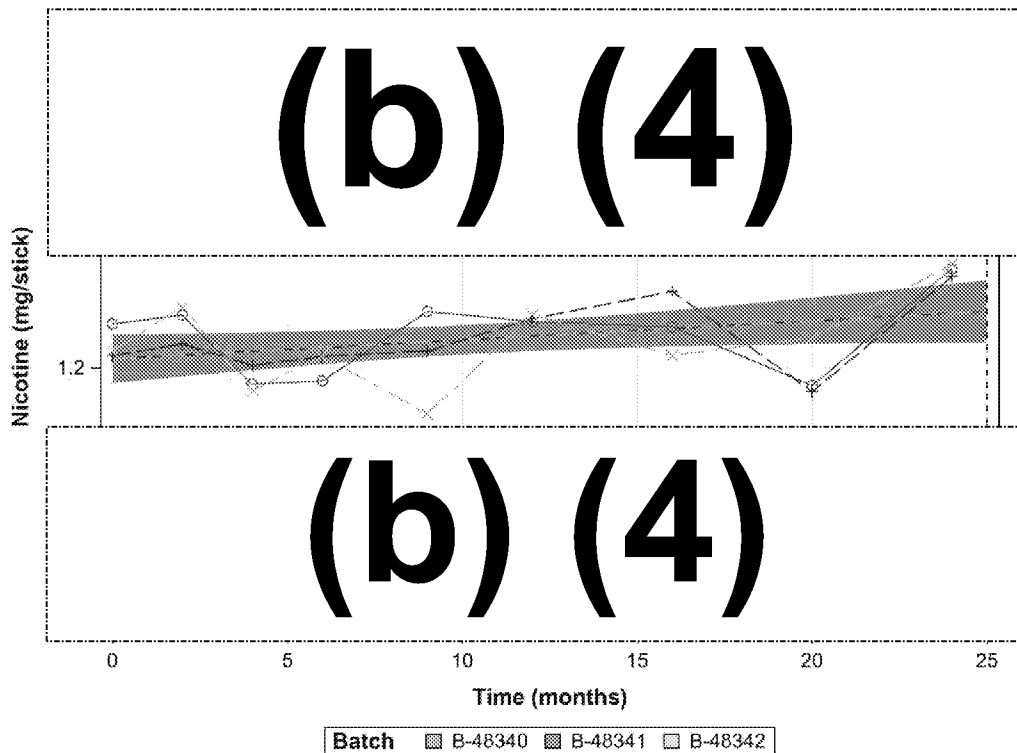 (b) (4)
Nicotine (mg/stick)
1.2
(b) (4)
0 5 10 15 20 25
Time (months)
Batch B-48340 B-48341 B-48342